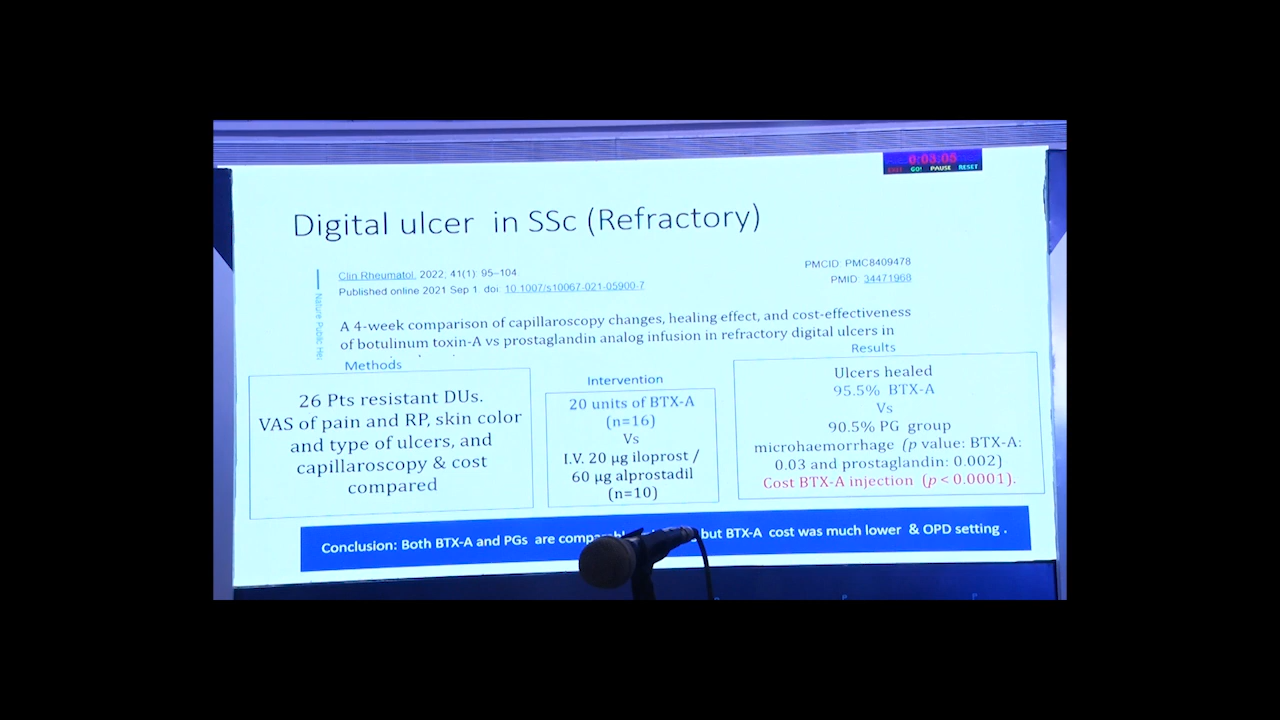 0:03.05
EXIT GO! PAUSE RESET
Digital ulcer in SSc (Refractory)
Clin Rheumatol. 2022; 41(1): 95–104.
Published online 2021 Sep 1. doi: 10.1007/s10067-021-05900-7
PMCID: PMC8409478
PMID: 34471968
Nature Public
A 4-week comparison of capillaroscopy changes, healing effect, and cost-effectiveness
of botulinum toxin-A vs prostaglandin analog infusion in refractory digital ulcers in
Methods
26 Pts resistant DUs.
VAS of pain and RP, skin color
and type of ulcers, and
capillaroscopy & cost
compared
Intervention
20 units of BTX-A
(n=16)
Vs
I.V. 20 µg iloprost /
60 µg alprostadil
(n=10)
Results
Ulcers healed
95.5% BTX-A
Vs
90.5% PG group
microhaemorrhage (p value: BTX-A:
0.03 and prostaglandin: 0.002)
Cost BTX-A injection (p < 0.0001).
Conclusion: Both BTX-A and PGs are but BTX-A cost was much lower & OPD setting .